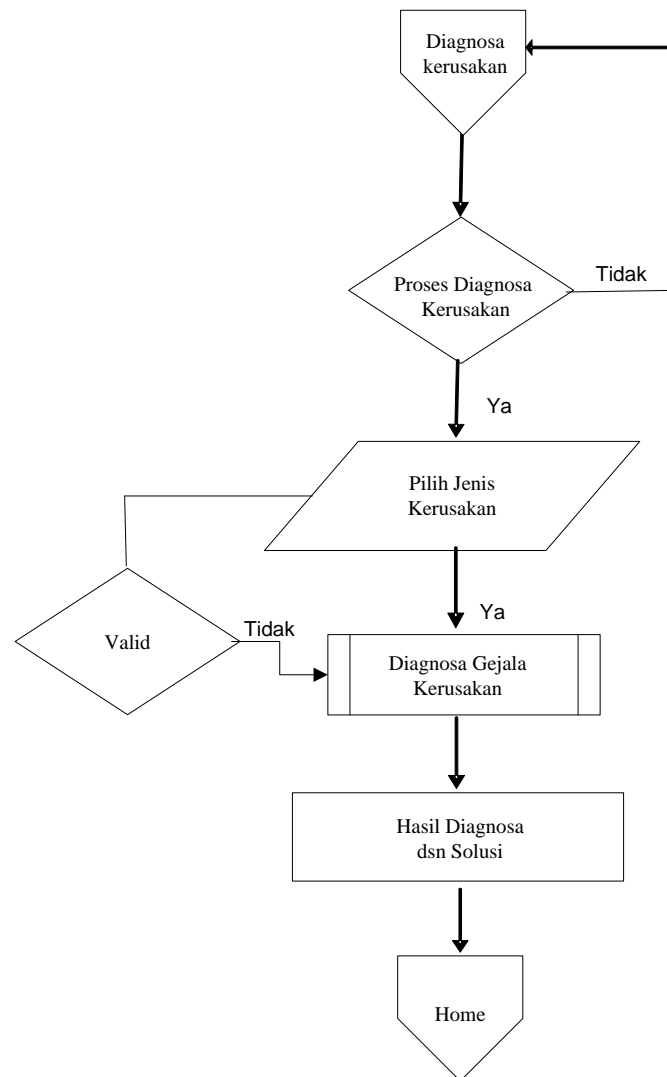 Diagnosa
kerusakan
Proses Diagnosa
Kerusakan
Tidak
Ya
Pilih Jenis
Kerusakan
Ya
Valid
Tidak
Diagnosa Gejala
Kerusakan
Hasil Diagnosa
dsn Solusi
Home